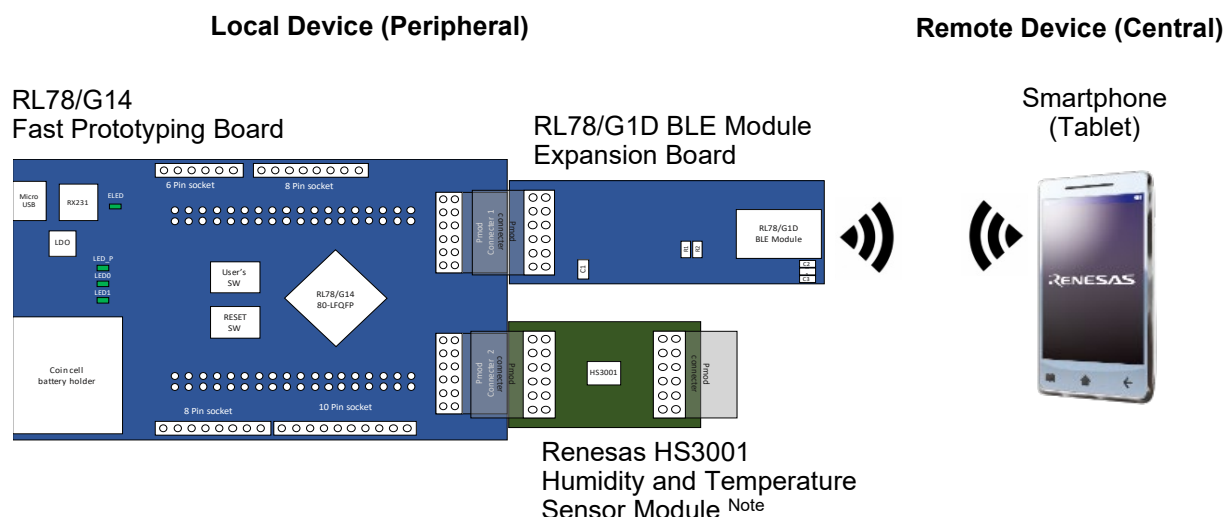 Local Device (Peripheral)
Remote Device (Central)
RL78/G14
Fast Prototyping Board
RL78/G1D BLE Module
Expansion Board
Smartphone
(Tablet)
6 Pin socket
8 Pin socket
Micro
USB
RX231
ELED
LDO
LED_P
LED0
LED1
User's
SW
RESET
SW
RL78/G14
80-LFQFP
Pmod
Connecter 1
Pmod
connecter
C1
R1
R2
RL78/G1D
BLE Module
C2
C3
RENESAS
Coin cell
battery holder
8 Pin socket
10 Pin socket
Pmod
Connecter 2
Pmod
connecter
HS3001
Pmod
connecter
Renesas HS3001
Humidity and Temperature
Sensor Module Note